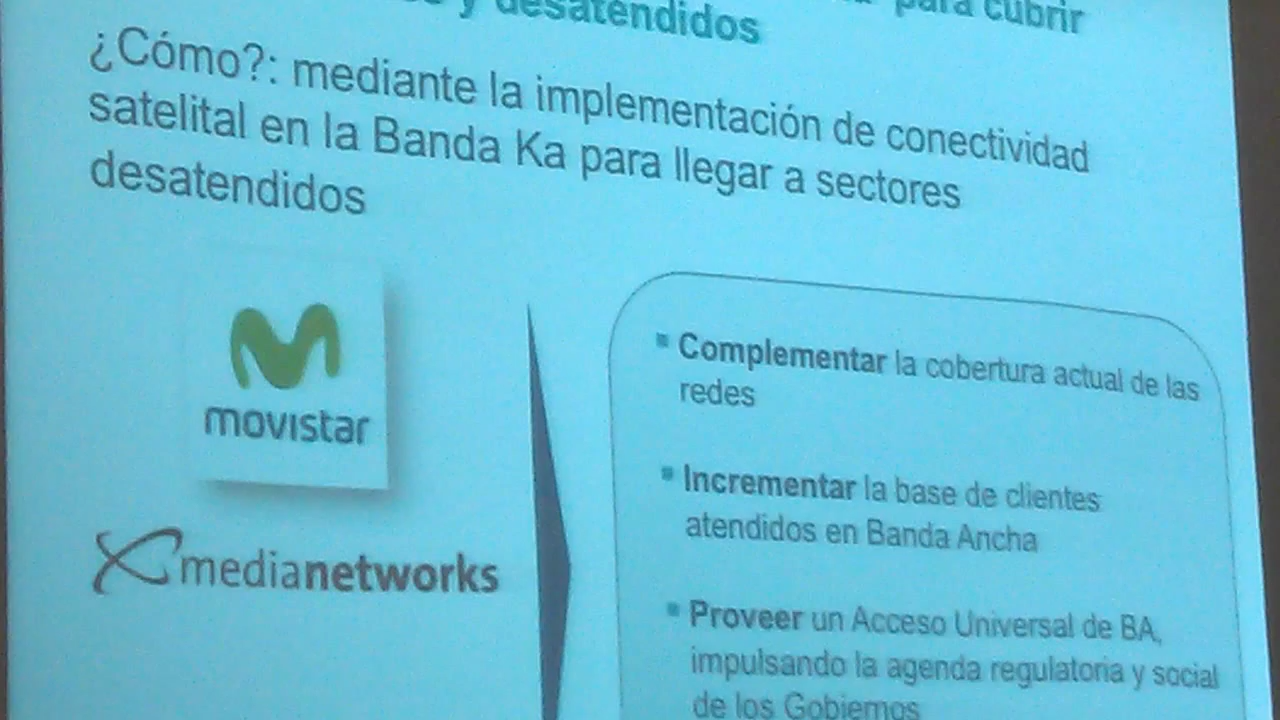 para cubrir
y desatendidos
¿Cómo?: mediante la implementación de conectividad
satelital en la Banda Ka para llegar a sectores
desatendidos
movistar
medianetworks
Complementar la cobertura actual de las
redes
Incrementar la base de clientes
atendidos en Banda Ancha
Proveer un Acceso Universal de BA,
impulsando la agenda regulatoria y social
de los Gobiernos